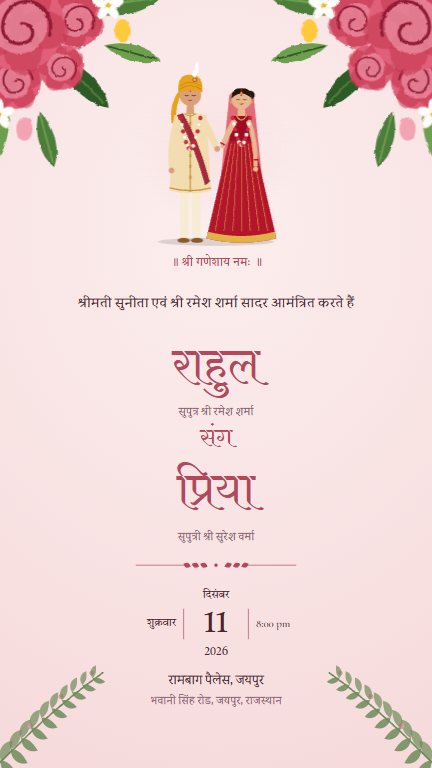 ॥ श्री गणेशाय नमः ॥
श्रीमती सुनीता एवं श्री रमेश शर्मा सादर आमंत्रित करते हैं
राहुल
सुपुत्र श्री रमेश शर्मा
संग
प्रिया
सुपुत्री श्री सुरेश वर्मा
दिसंबर
शुक्रवार 11 8:00 pm
2026
रामबाग पैलेस, जयपुर
भवानी सिंह रोड, जयपुर, राजस्थान